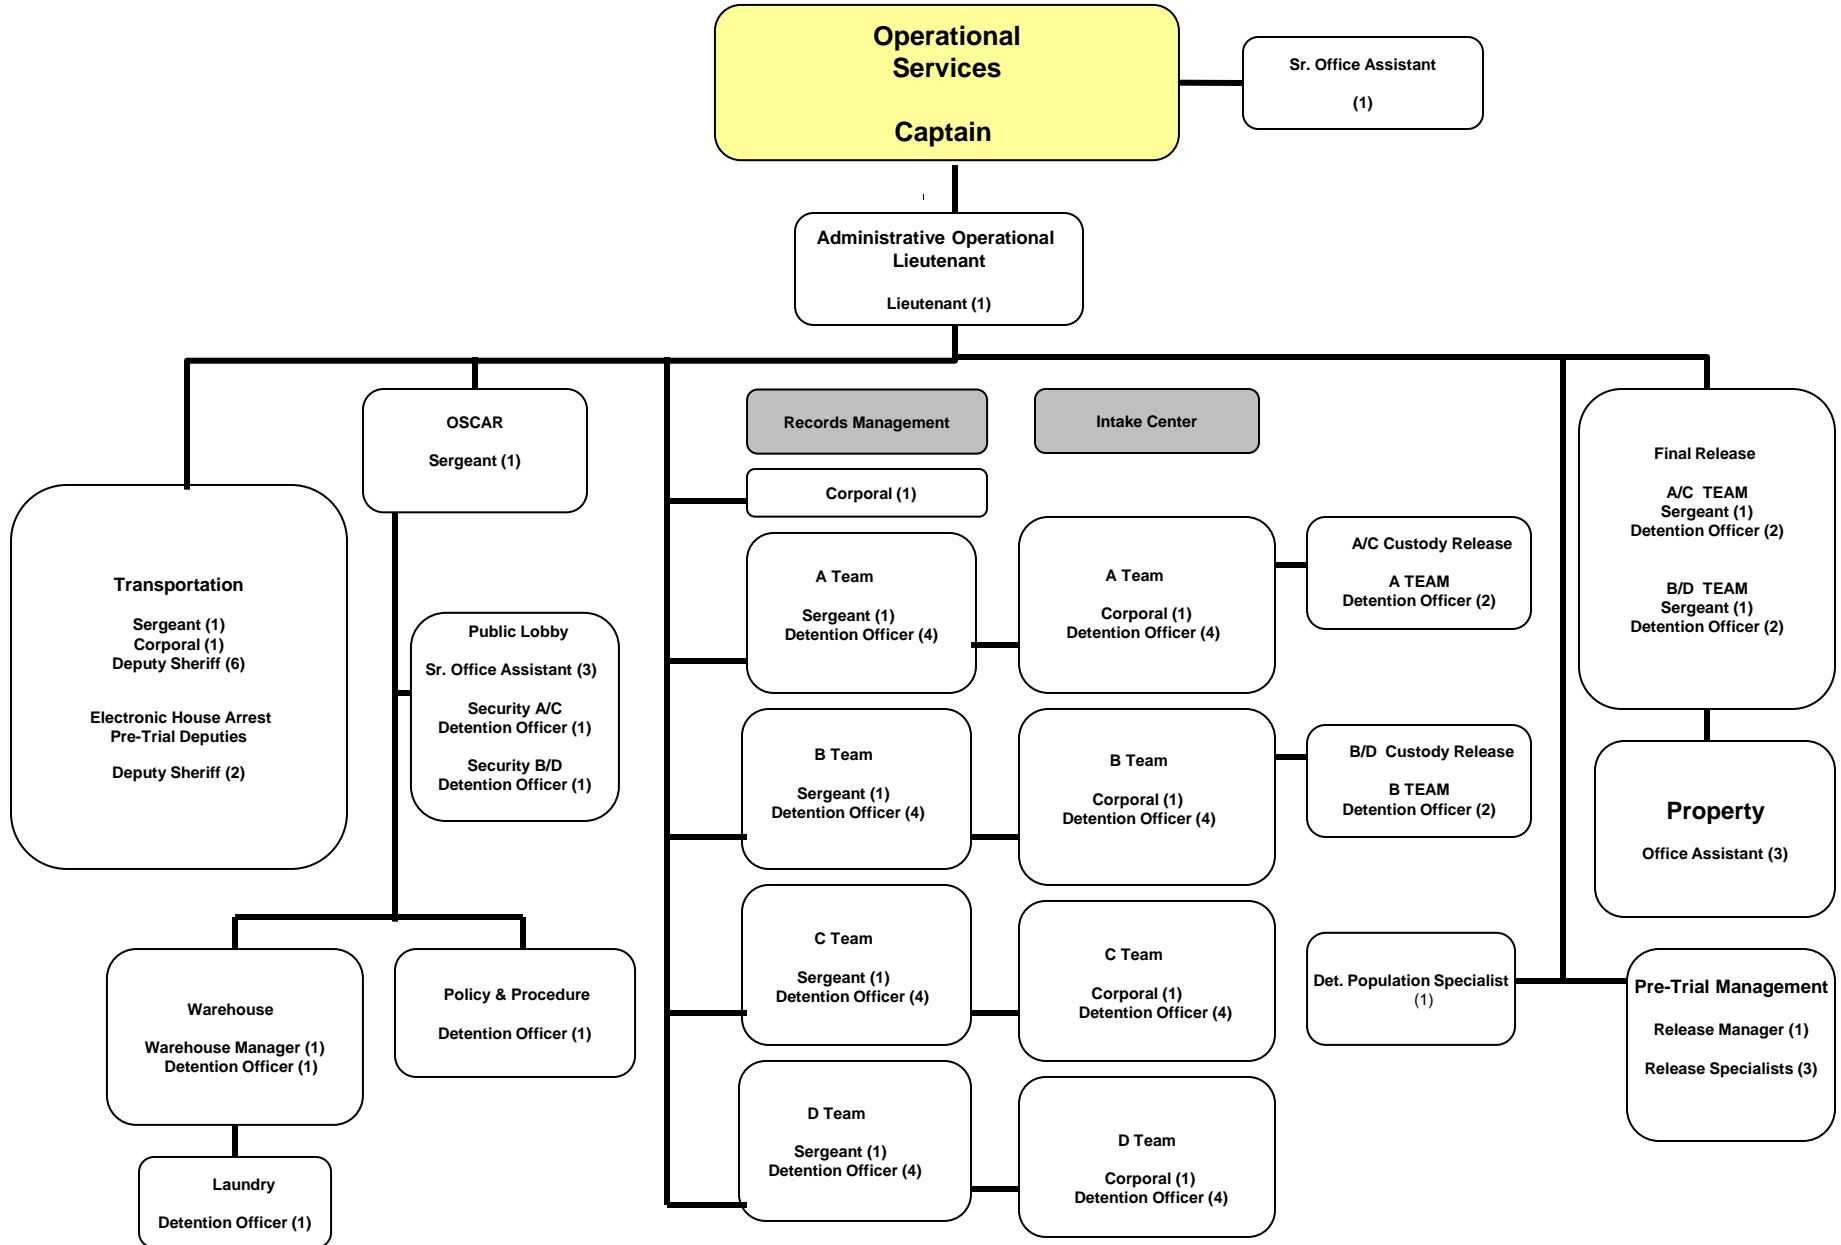 Operational
Services
Captain
Sr. Office Assistant
(1)
Administrative Operational
Lieutenant
Lieutenant (1)
OSCAR
Sergeant (1)
Records Management
Intake Center
Corporal (1)
Transportation
Sergeant (1)
Corporal (1)
Deputy Sheriff (6)
Electronic House Arrest
Pre-Trial Deputies
Deputy Sheriff (2)
Public Lobby
Sr. Office Assistant (3)
Security A/C
Detention Officer (1)
Security B/D
Detention Officer (1)
Warehouse
Warehouse Manager (1)
Detention Officer (1)
Policy & Procedure
Detention Officer (1)
Laundry
Detention Officer (1)
A Team
Sergeant (1)
Detention Officer (4)
A Team
Corporal (1)
Detention Officer (4)
A/C Custody Release
A TEAM
Detention Officer (2)
B Team
Sergeant (1)
Detention Officer (4)
B Team
Corporal (1)
Detention Officer (4)
B/D Custody Release
B TEAM
Detention Officer (2)
C Team
Sergeant (1)
Detention Officer (4)
C Team
Corporal (1)
Detention Officer (4)
D Team
Sergeant (1)
Detention Officer (4)
D Team
Corporal (1)
Detention Officer (4)
Det. Population Specialist
(1)
Final Release
A/C TEAM
Sergeant (1)
Detention Officer (2)
B/D TEAM
Sergeant (1)
Detention Officer (2)
Property
Office Assistant (3)
Pre-Trial Management
Release Manager (1)
Release Specialists (3)